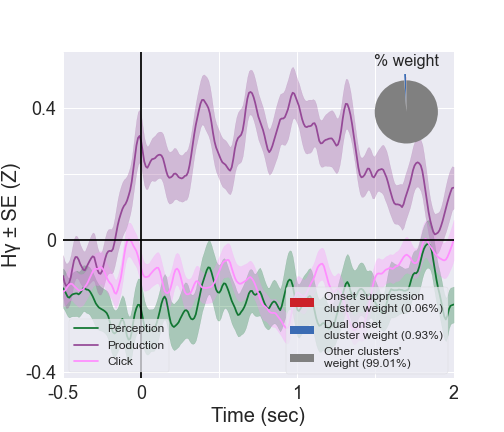 % weight
0.4
0
-0.4
Hγ ± SE (Z)
Perception
Production
Click
Onset suppression
cluster weight (0.06%)
Dual onset
cluster weight (0.93%)
Other clusters'
weight (99.01%)
-0.5
0
1
2
Time (sec)